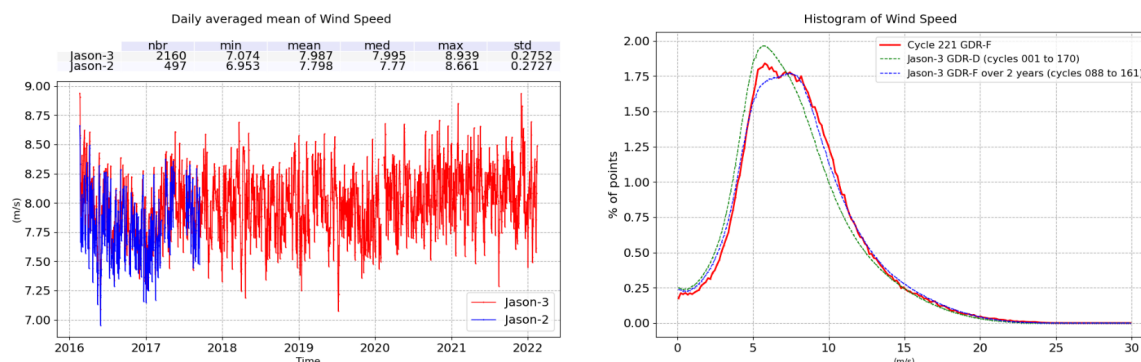 Daily averaged mean of Wind Speed
nbr min mean med max std
Jason-3 2160 7.074 7.987 7.995 8.939 0.2752
Jason-2 497 6.953 7.798 7.77 8.661 0.2727
9.00
8.75
8.50
8.25
8.00
7.75
7.50
7.25
7.00
(m/s)
Jason-3
Jason-2
2016 2017 2018 2019 2020 2021 2022
Time
Histogram of Wind Speed
Cycle 221 GDR-F
Jason-3 GDR-D (cycles 001 to 170)
Jason-3 GDR-F over 2 years (cycles 088 to 161)
2.00
1.75
1.50
1.25
1.00
0.75
0.50
0.25
0.00
% of points
0 5 10 15 20 25 30
(m/s)